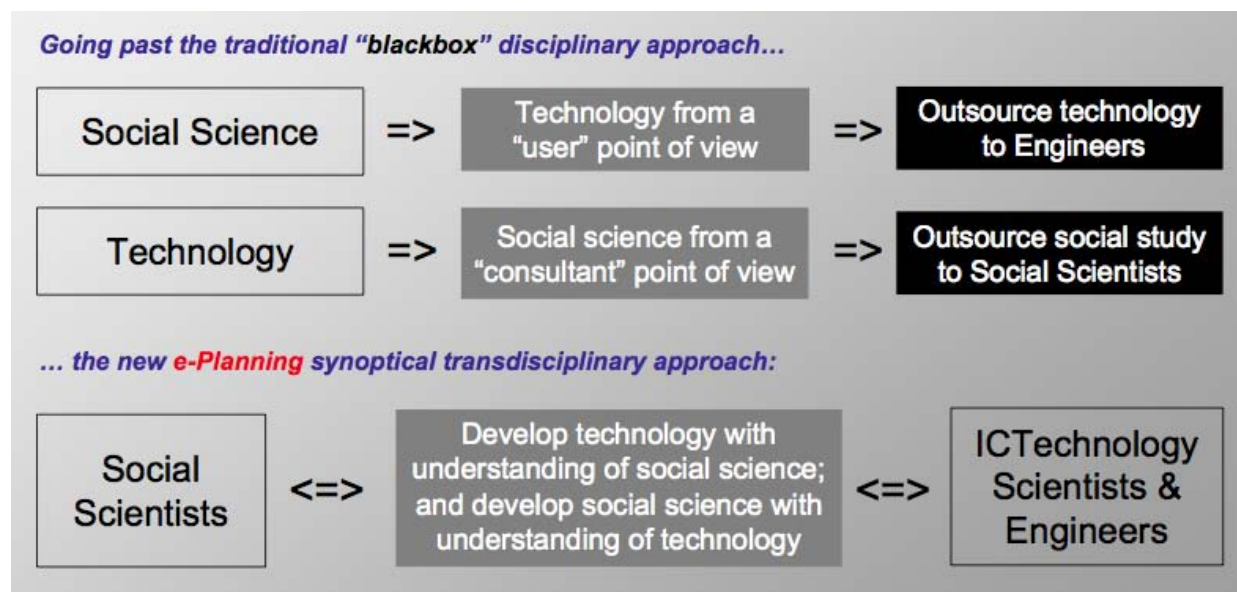 Going past the traditional “blackbox” disciplinary approach…
Social Science => Technology from a => Outsource technology
“user” point of view to Engineers
Technology => Social science from a => Outsource social study
“consultant” point of view to Social Scientists
… the new e-Planning synoptical transdisciplinary approach:
Social
Scientists
<=>
Develop technology with
understanding of social science;
and develop social science with
understanding of technology
<=>
ICTechnology
Scientists &
Engineers